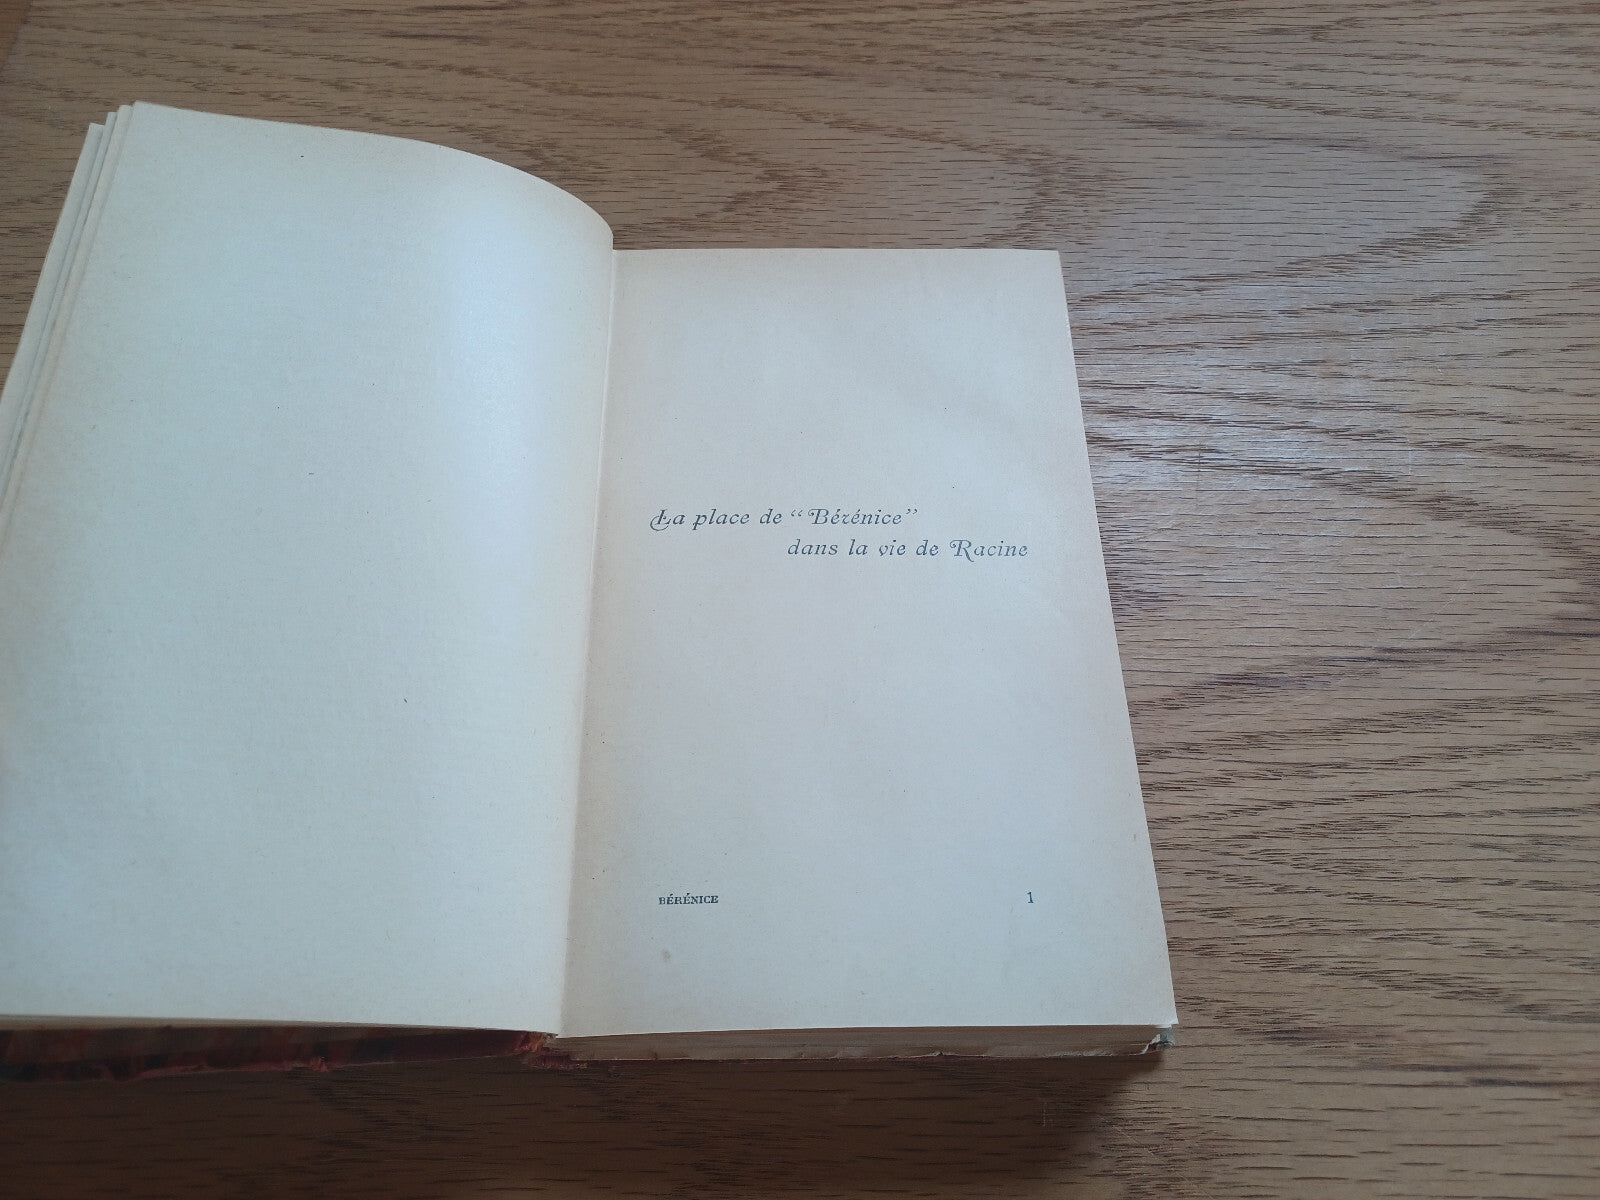 La place de “Bérénice”
dans la vie de Racine
BÉRÉNICE 1